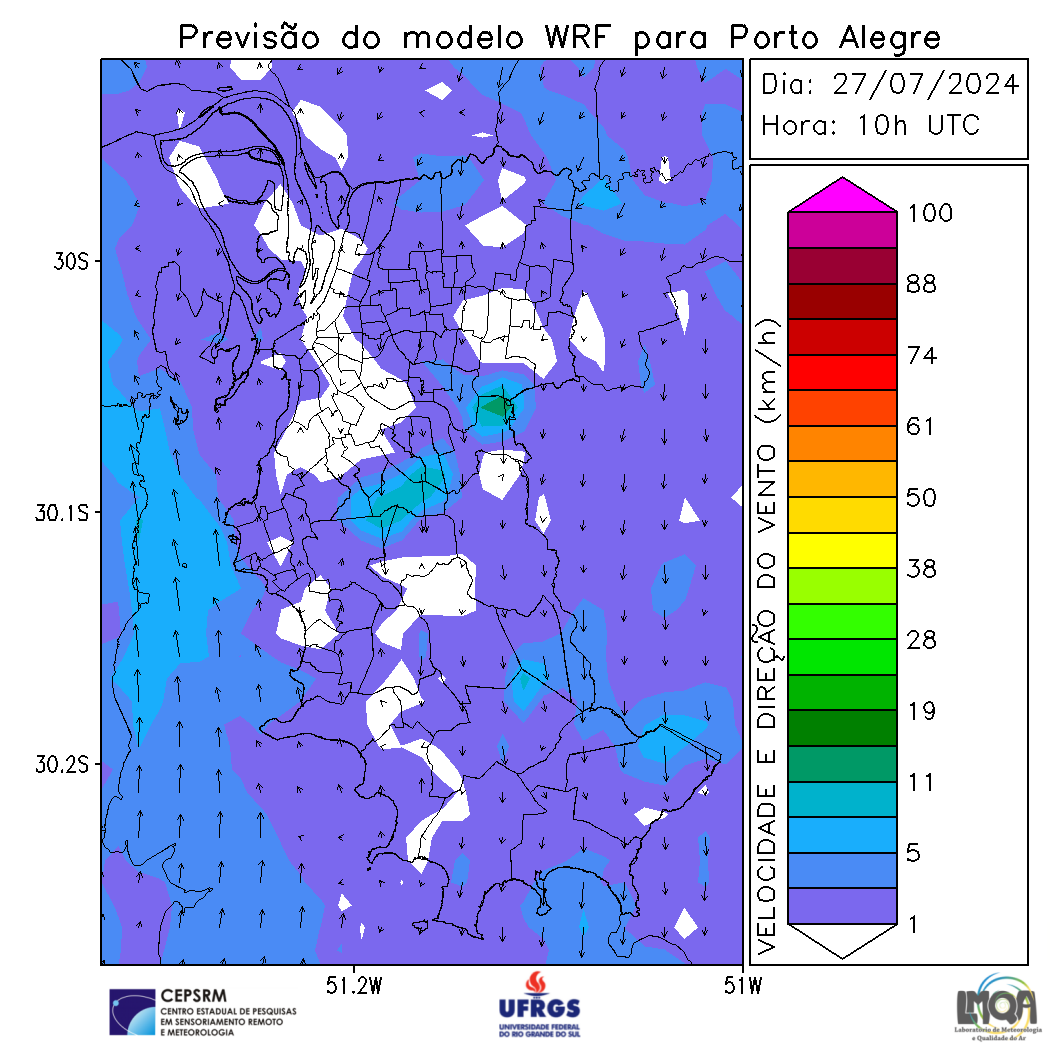 Previsão do modelo WRF para Porto Alegre
Dia: 27/07/2024
Hora: 10h UTC
30S
30.1S
30.2S
51.2W
51W
VELOCIDADE E DIREÇÃO DO VENTO (km/h)
100
88
74
61
50
38
28
19
11
5
1
CEPSRM
CENTRO ESTADUAL DE PESQUISAS
EM SENSORIAMENTO REMOTO
E METEOROLOGIA
UFRGS
UNIVERSIDADE FEDERAL
DO RIO GRANDE DO SUL
LMQA
Laboratório de Meteorologia
e Qualidade do Ar